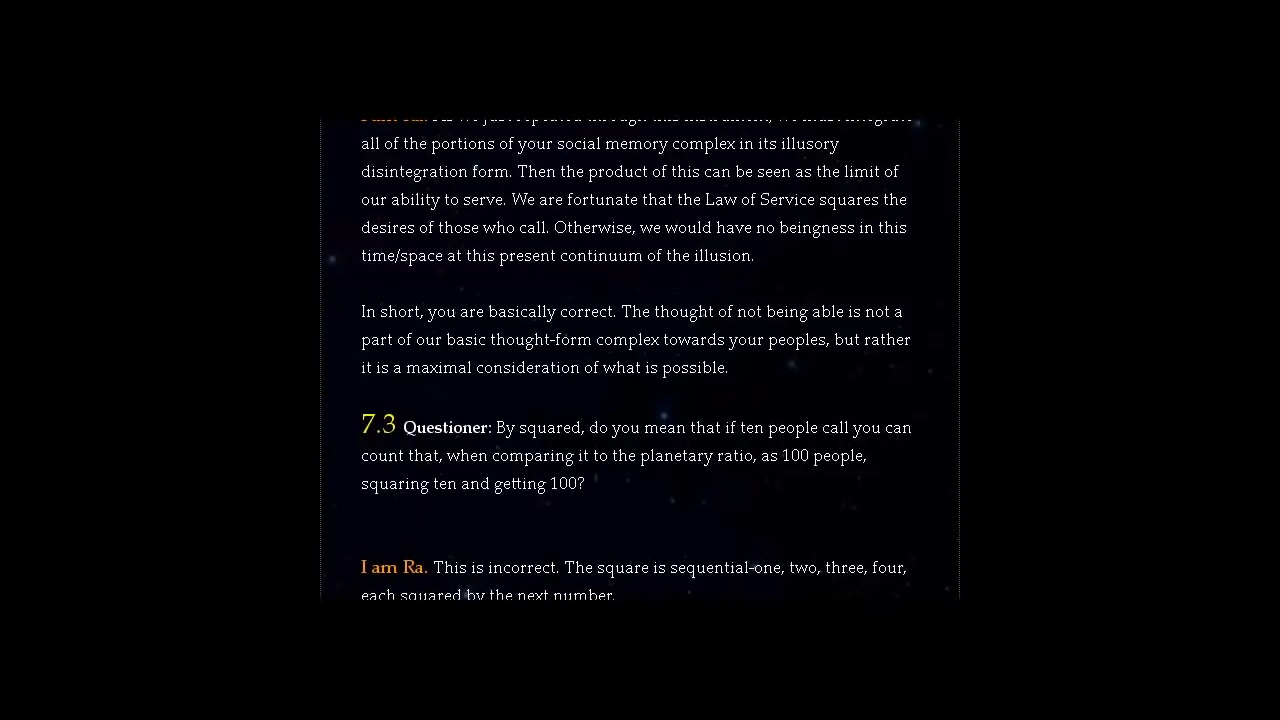 all of the portions of your social memory complex in its illusory
disintegration form. Then the product of this can be seen as the limit of
our ability to serve. We are fortunate that the Law of Service squares the
desires of those who call. Otherwise, we would have no beingness in this
time/space at this present continuum of the illusion.
In short, you are basically correct. The thought of not being able is not a
part of our basic thought-form complex towards your peoples, but rather
it is a maximal consideration of what is possible.
7.3 Questioner: By squared, do you mean that if ten people call you can
count that, when comparing it to the planetary ratio, as 100 people,
squaring ten and getting 100?
I am Ra. This is incorrect. The square is sequential-one, two, three, four,
each squared by the next number.